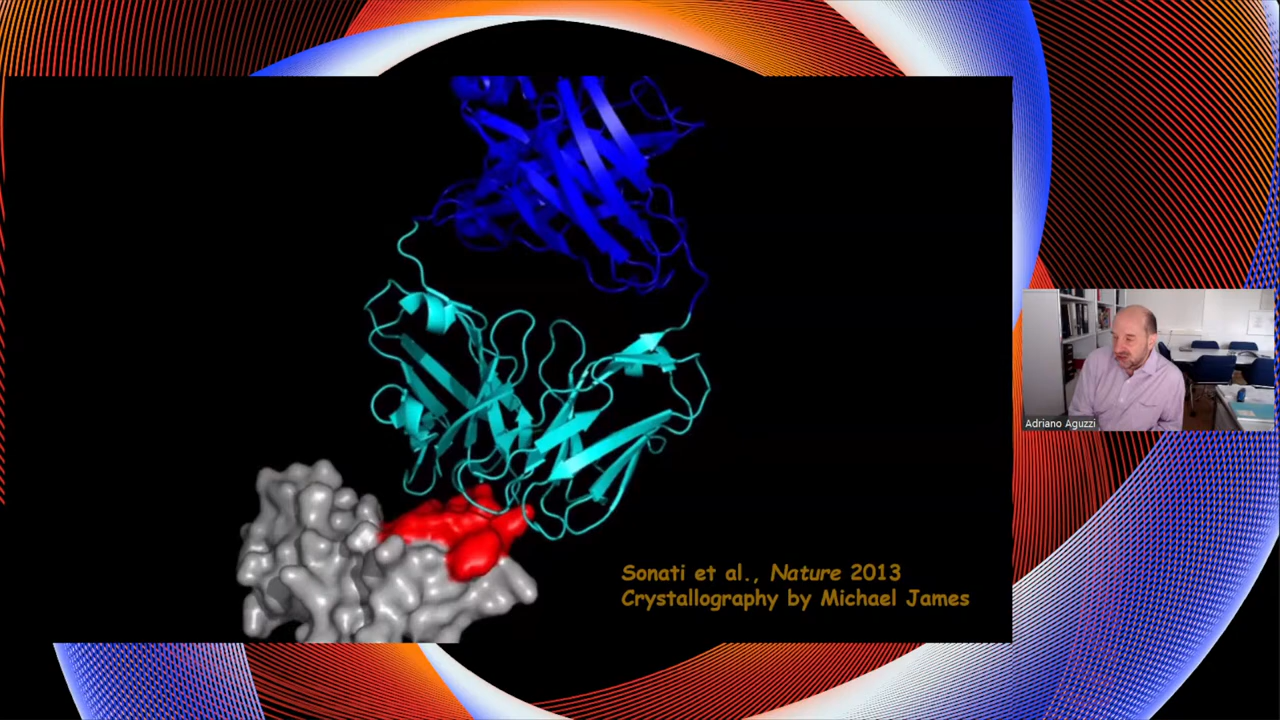 Sonati et al., Nature 2013
Crystallography by Michael James
Adriano Aguzzi